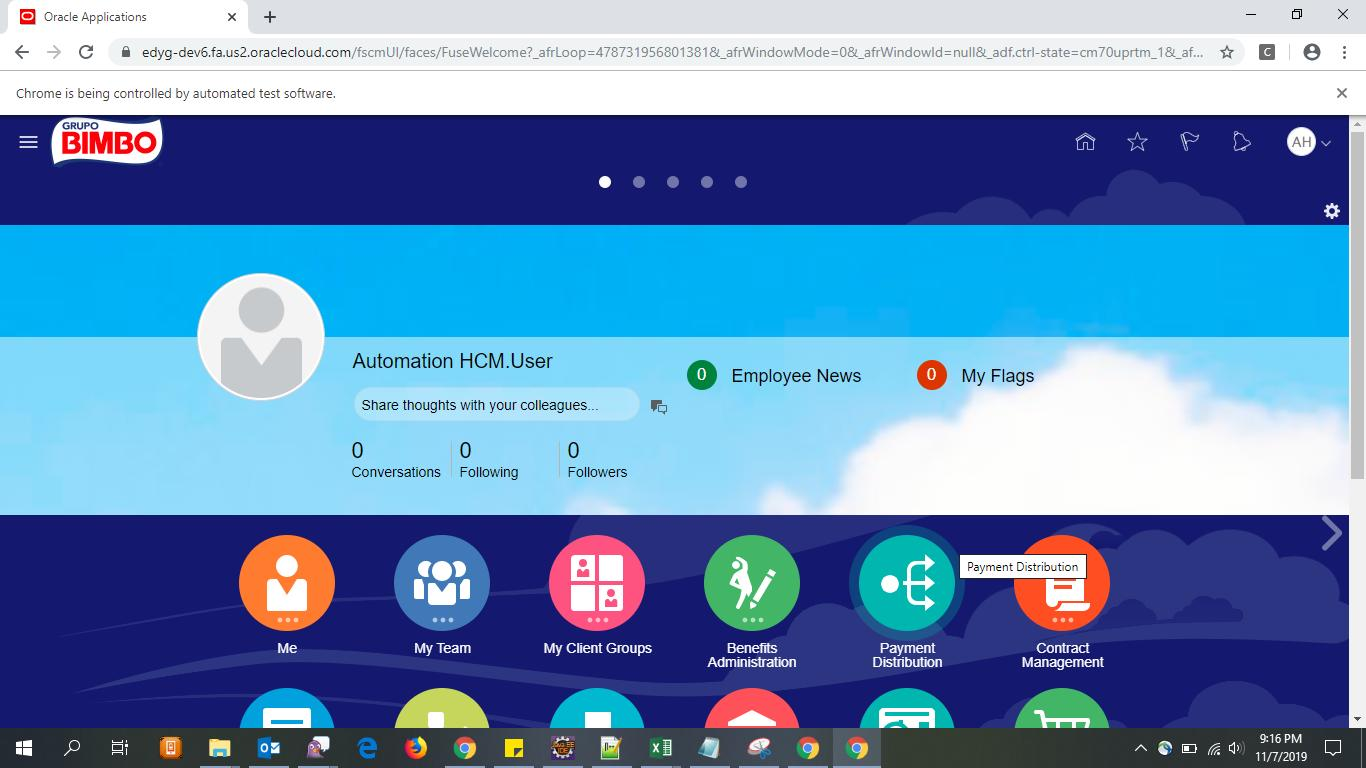 Oracle Applications
edyg-dev6.fa.us2.oraclecloud.com/fscmUI/faces/FuseWelcome?_afrLoop=478731956801381&_afrWindowMode=0&_afrWindowId=null&_adf.ctrl-state=cm70uprtm_1&_af...
C
Chrome is being controlled by automated test software.
GRUPO
BIMBO
AH
Automation HCM.User
0 Employee News
0 My Flags
Share thoughts with your colleagues...
0 0 0
Conversations Following Followers
Payment Distribution
Me
My Team
My Client Groups
Benefits
Administration
Payment
Distribution
Contract
Management
9:16 PM
11/7/2019